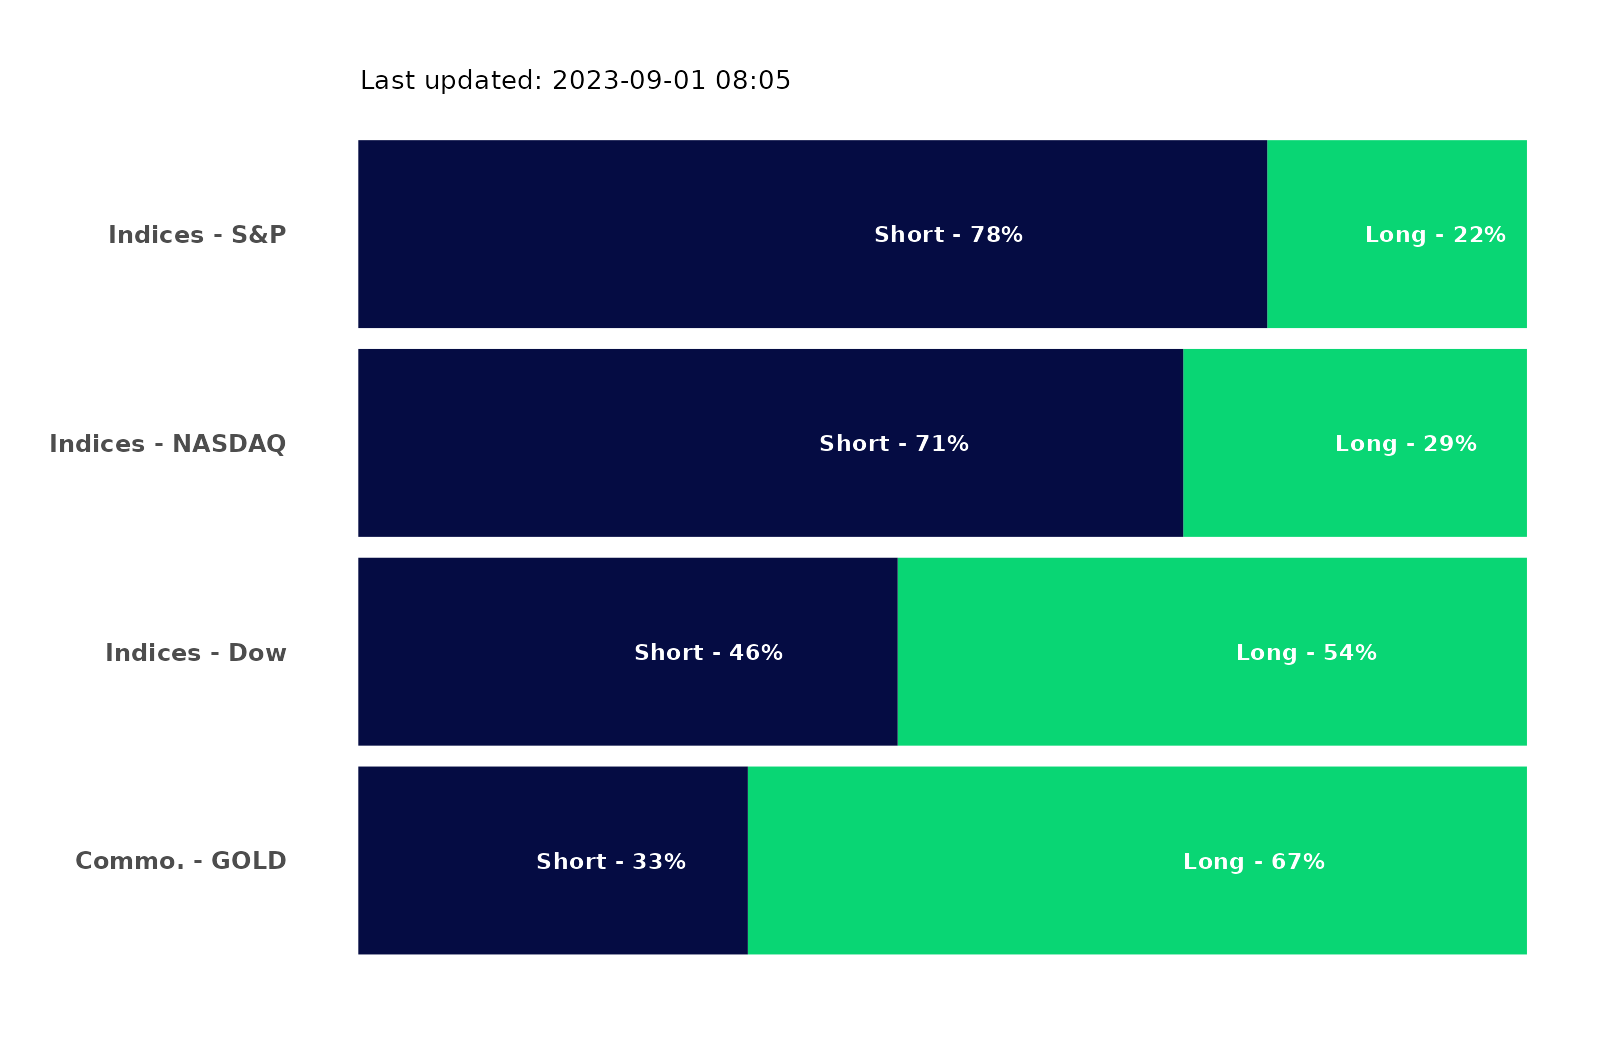 Last updated: 2023-09-01 08:05
Indices - S&P
Short - 78%
Long - 22%
Indices - NASDAQ
Short - 71%
Long - 29%
Indices - Dow
Short - 46%
Long - 54%
Commo. - GOLD
Short - 33%
Long - 67%